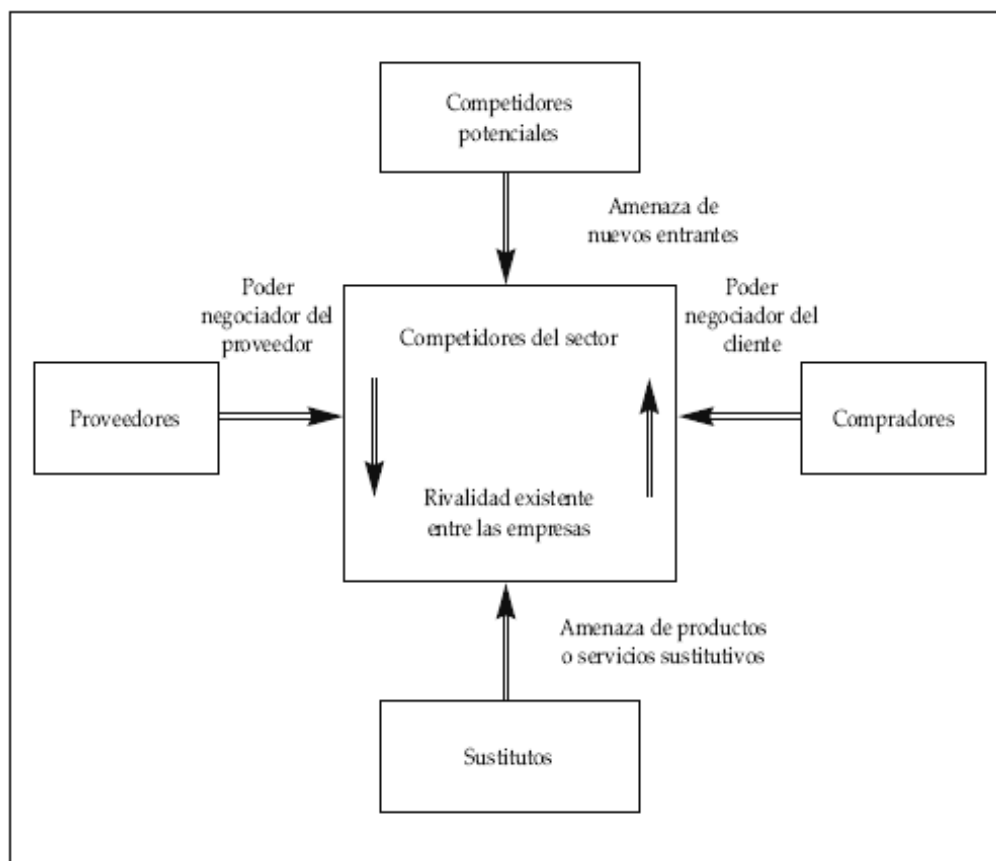 Competidores
potenciales
Amenaza de
nuevos entrantes
Poder
negociador del
proveedor
Poder
negociador del
cliente
Competidores del sector
Proveedores
Compradores
Rivalidad existente
entre las empresas
Amenaza de productos
o servicios sustitutivos
Sustitutos